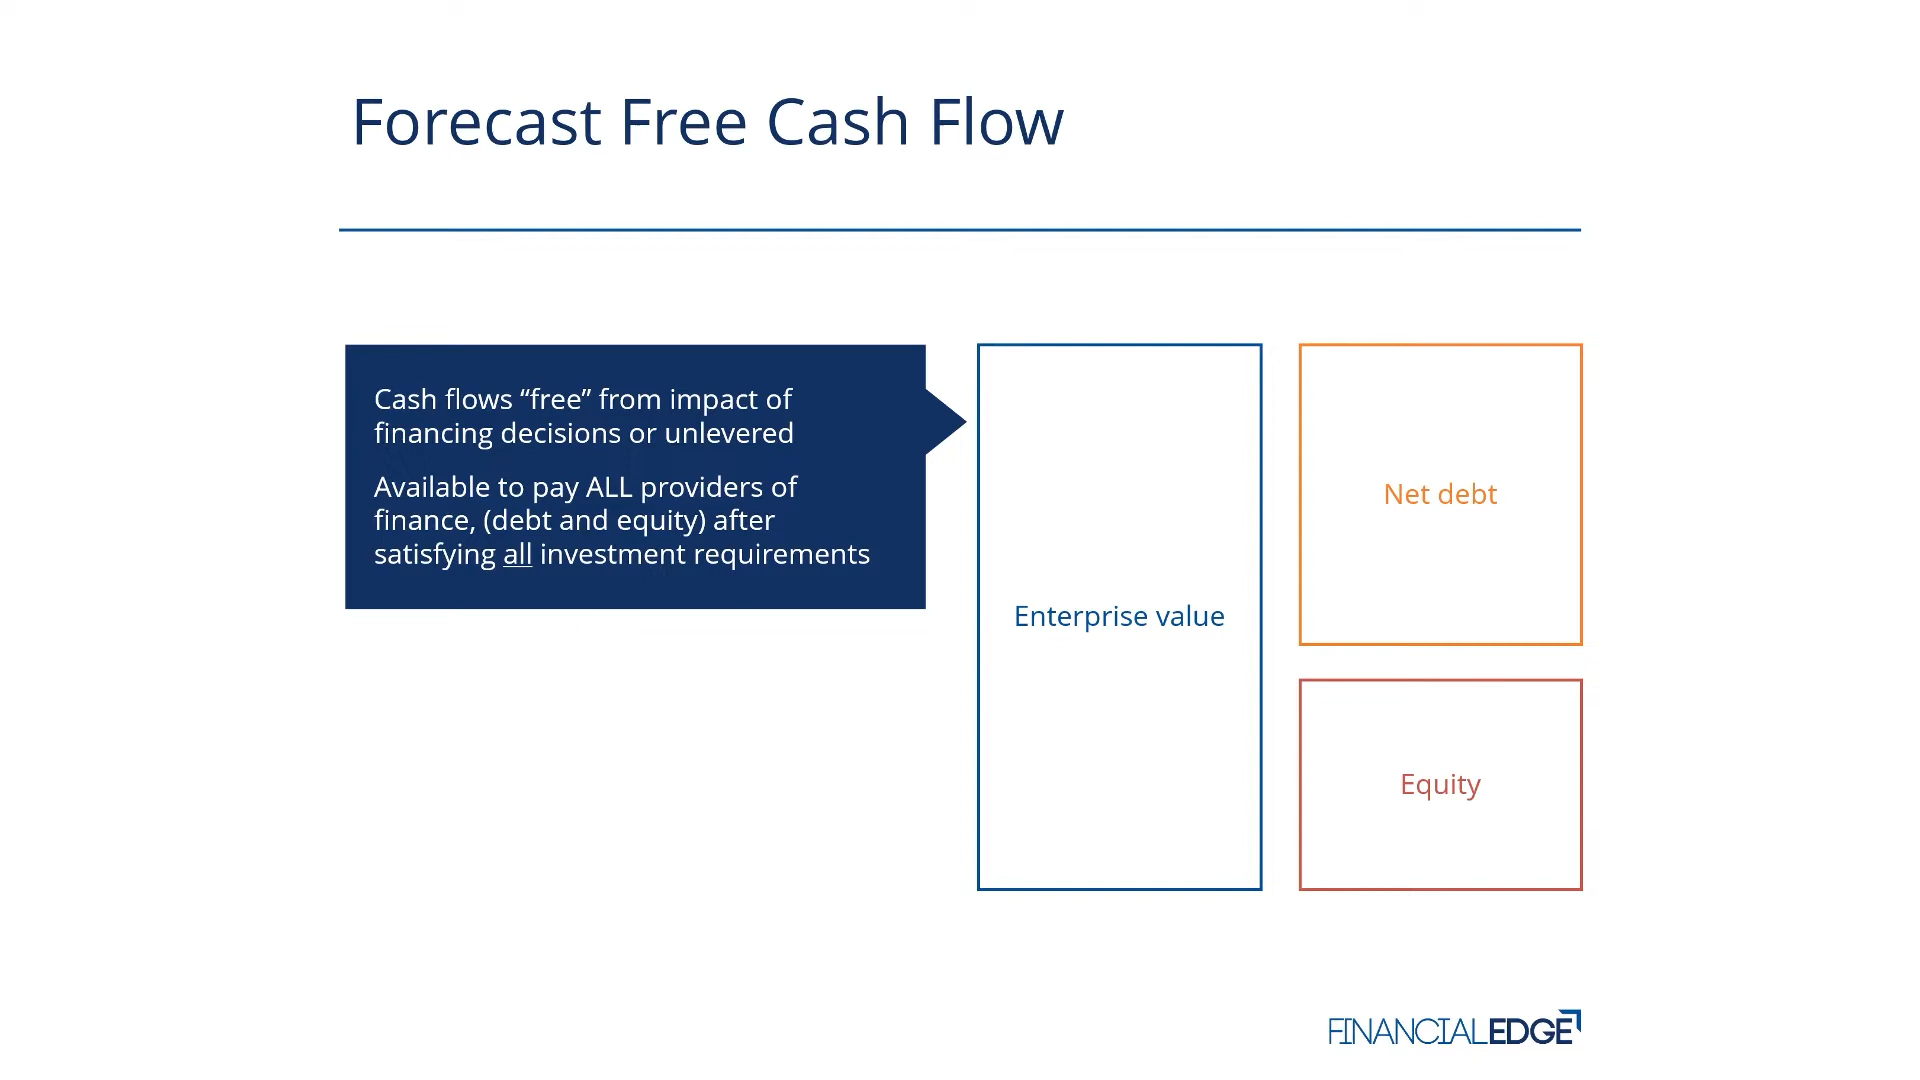 Forecast Free Cash Flow
Cash flows “free” from impact of
financing decisions or unlevered
Available to pay ALL providers of
finance, (debt and equity) after
satisfying all investment requirements
Enterprise value
Net debt
Equity
FINANCIALEDGE